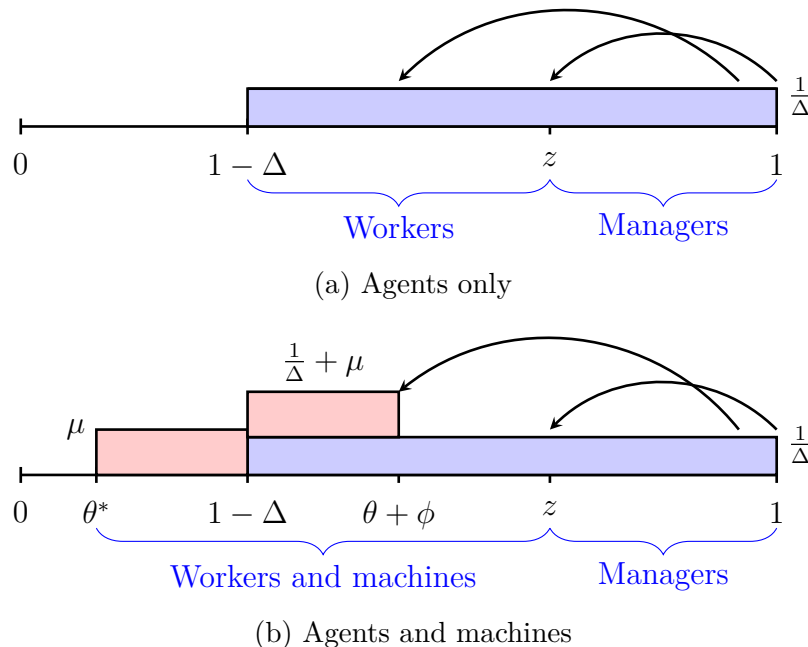 1/Δ
0 1 − Δ z 1
Workers Managers
(a) Agents only
1/Δ + μ
μ
1/Δ
0 θ* 1 − Δ θ + ϕ z 1
Workers and machines Managers
(b) Agents and machines